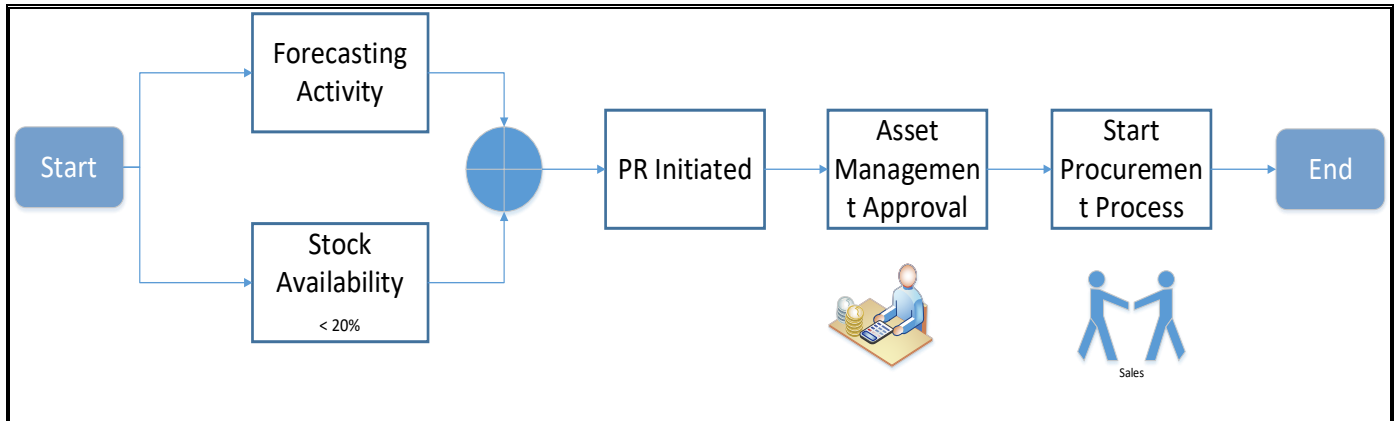 Start
Forecasting
Activity
Stock
Availability
< 20%
PR Initiated
Asset
Managemen
t Approval
Start
Procuremen
t Process
End
Sales